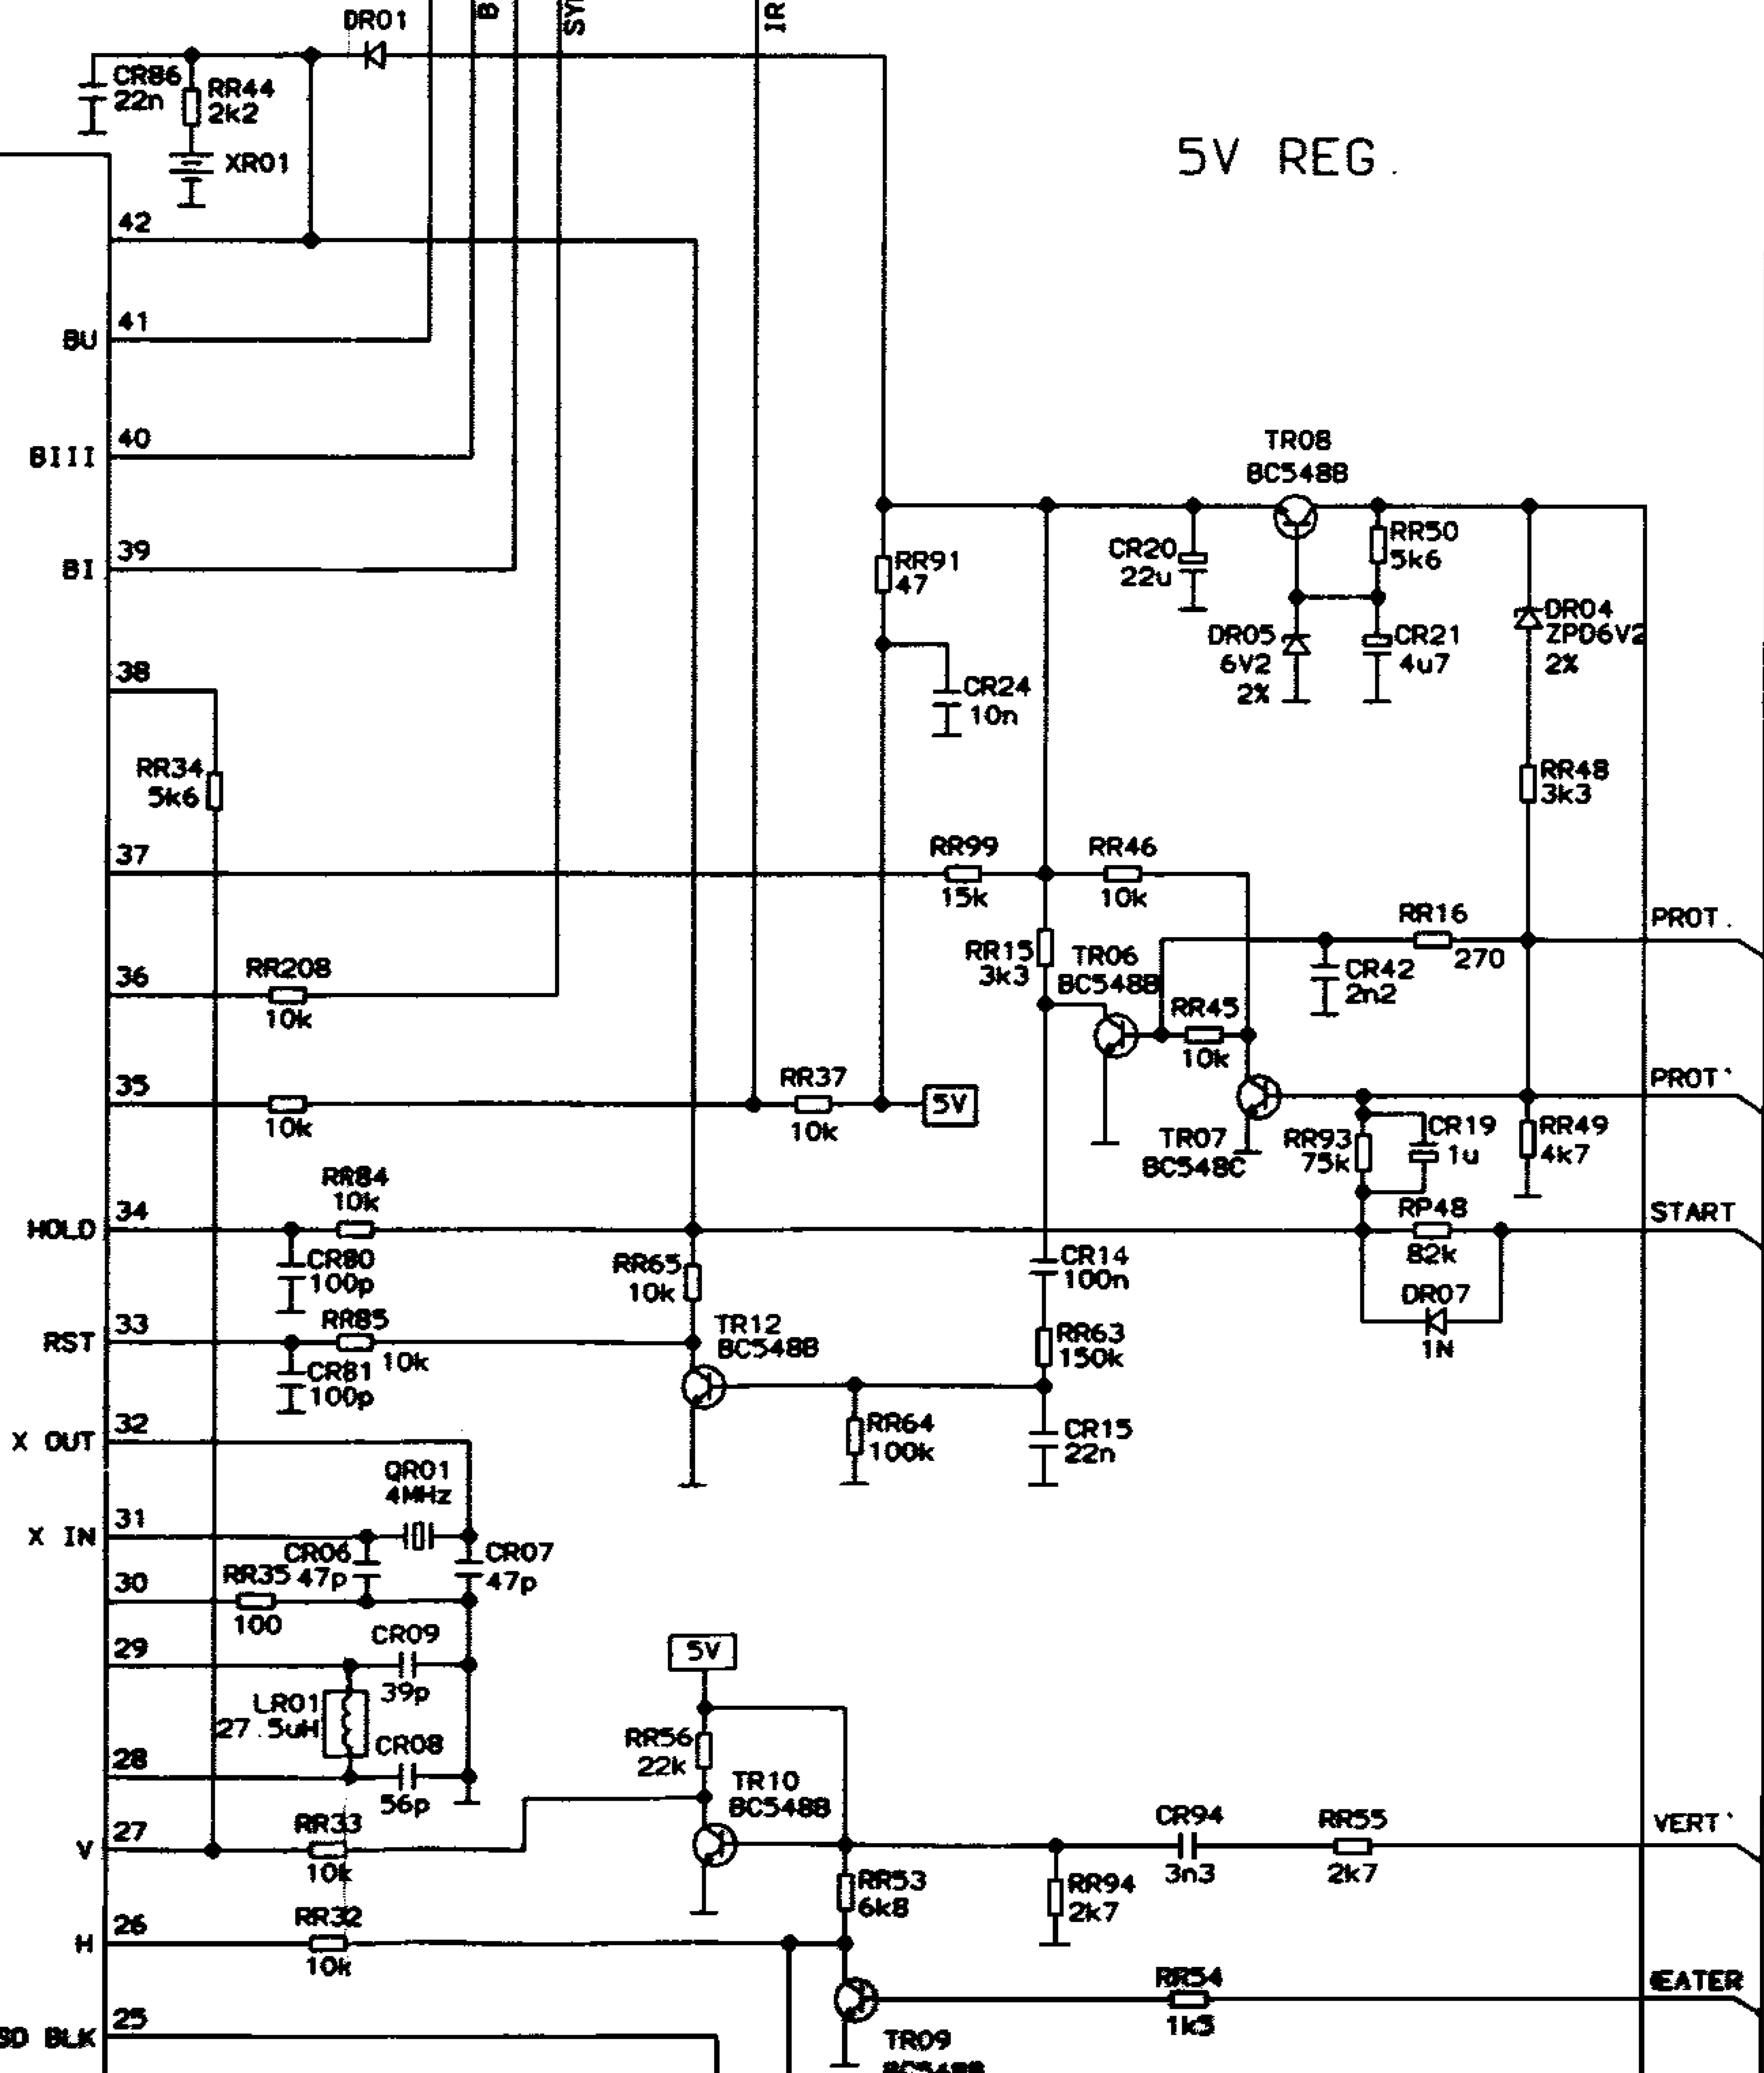 DR01
B
IR
CR86
22n
RR44
2k2
XR01
5V REG.
42
41
BU
40
BIII
39
BI
TR08
BC548B
RR91
47
CR20
22u
RR50
5k6
DR05
6V2
2%
CR21
4u7
DR04
ZPD6V2
2%
38
CR24
10n
RR34
5k6
RR48
3k3
37
RR99
15k
RR46
10k
RR15
3k3
TR06
BC548B
RR16
270
PROT.
CR42
2n2
36
RR208
10k
RR45
10k
35
10k
RR37
10k
5V
TR07
BC548C
PROT'
RR93
75k
CR19
1u
RR49
4k7
34
HOLD
RR84
10k
CR80
100p
RR65
10k
RP48
82k
START
CR14
100n
DR07
1N
33
RST
RR85
10k
CR81
100p
TR12
BC548B
RR63
150k
RR64
100k
CR15
22n
32
X OUT
QR01
4MHz
31
X IN
CR06
47p
CR07
47p
30
RR35
100
29
CR09
39p
5V
LR01
27.5uH
28
CR08
56p
RR56
22k
TR10
BC548B
27
V
RR33
10k
CR94
3n3
RR55
2k7
VERT'
RR53
6k8
RR94
2k7
26
H
RR32
10k
RR54
1k5
EATER
25
BLK
TR09
BC548B